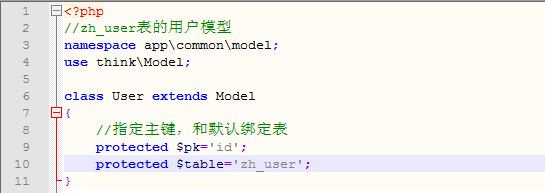 1 <?php
2 //zh_user表的用户模型
3 namespace app\common\model;
4 use think\Model;
5
6 class User extends Model
7 {
8 //指定主键，和默认绑定表
9 protected $pk='id';
10 protected $table='zh_user';
11 }